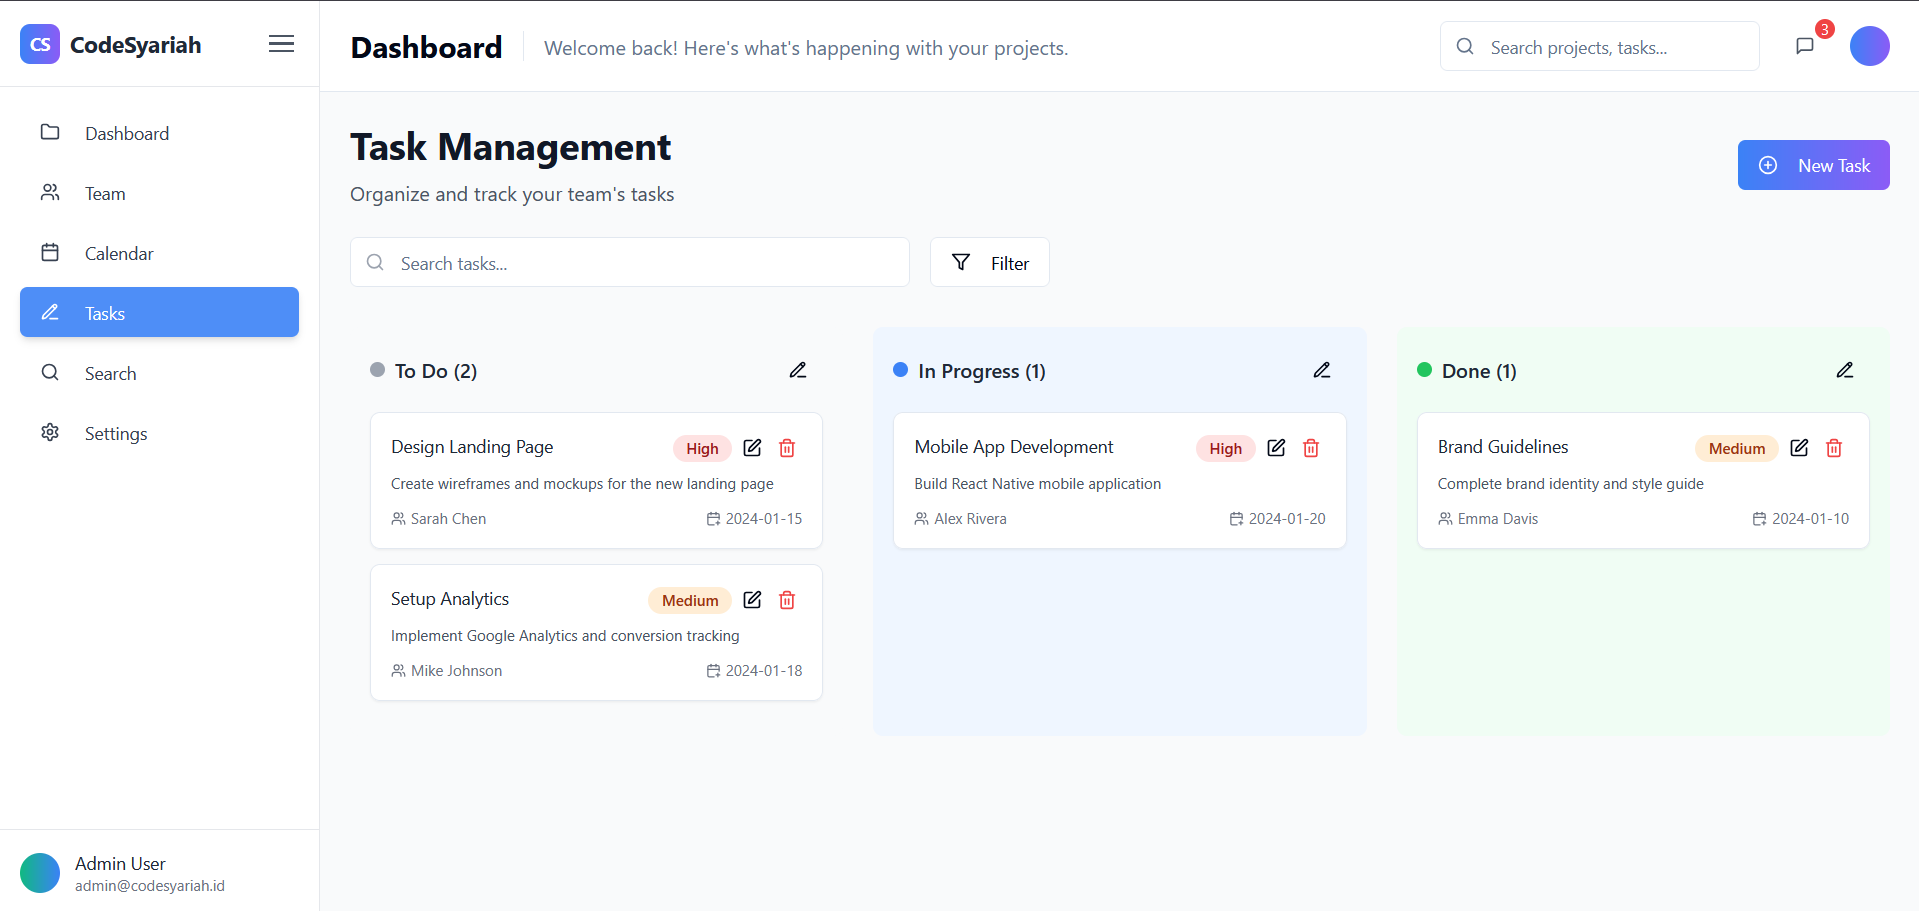 CS CodeSyariah
Dashboard
Team
Calendar
Tasks
Search
Settings
Admin User
admin@codesyariah.id
Dashboard
Welcome back! Here's what's happening with your projects.
Search projects, tasks...
3
Task Management
Organize and track your team's tasks
New Task
Search tasks...
Filter
To Do (2)
Design Landing Page
High
Create wireframes and mockups for the new landing page
Sarah Chen
2024-01-15
Setup Analytics
Medium
Implement Google Analytics and conversion tracking
Mike Johnson
2024-01-18
In Progress (1)
Mobile App Development
High
Build React Native mobile application
Alex Rivera
2024-01-20
Done (1)
Brand Guidelines
Medium
Complete brand identity and style guide
Emma Davis
2024-01-10